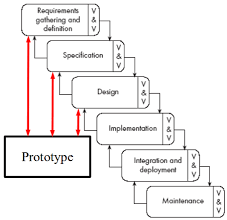 Requirements
gathering and
definition
V
&
V
Specification
V
&
V
Design
V
&
V
Implementation
V
&
V
Integration and
deployment
V
&
V
Maintenance
V
&
V
Prototype